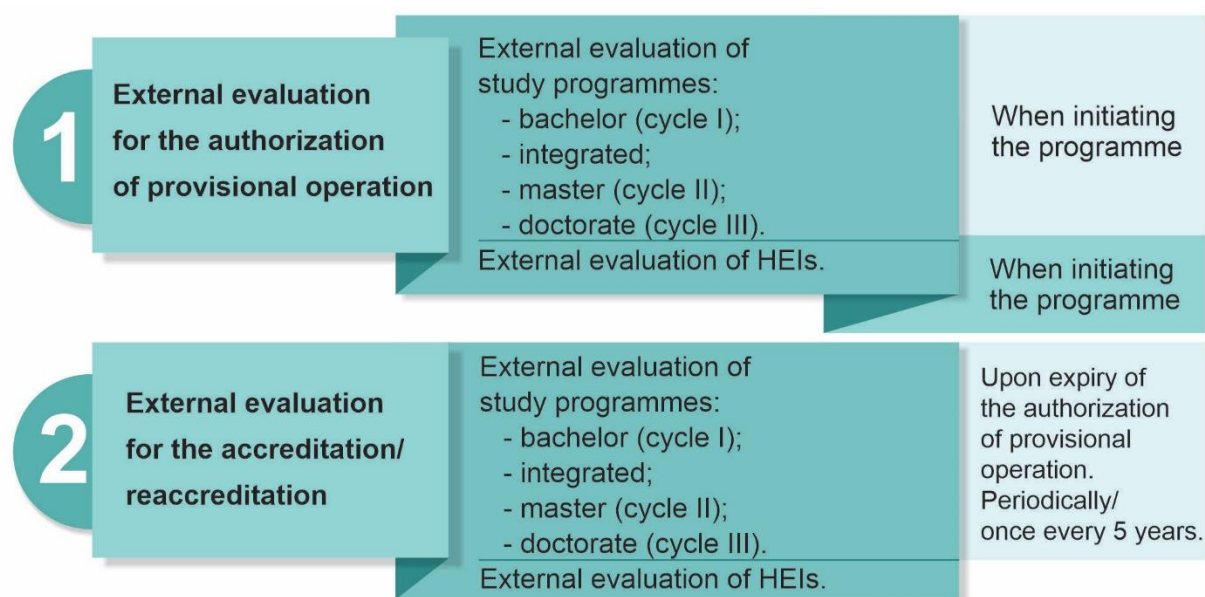 1
External evaluation
for the authorization
of provisional operation
External evaluation of
study programmes:
- bachelor (cycle I);
- integrated;
- master (cycle II);
- doctorate (cycle III).
External evaluation of HEIs.
When initiating
the programme
When initiating
the programme
2
External evaluation
for the accreditation/
reaccreditation
External evaluation of
study programmes:
- bachelor (cycle I);
- integrated;
- master (cycle II);
- doctorate (cycle III).
External evaluation of HEIs.
Upon expiry of
the authorization
of provisional
operation.
Periodically/
once every 5 years.